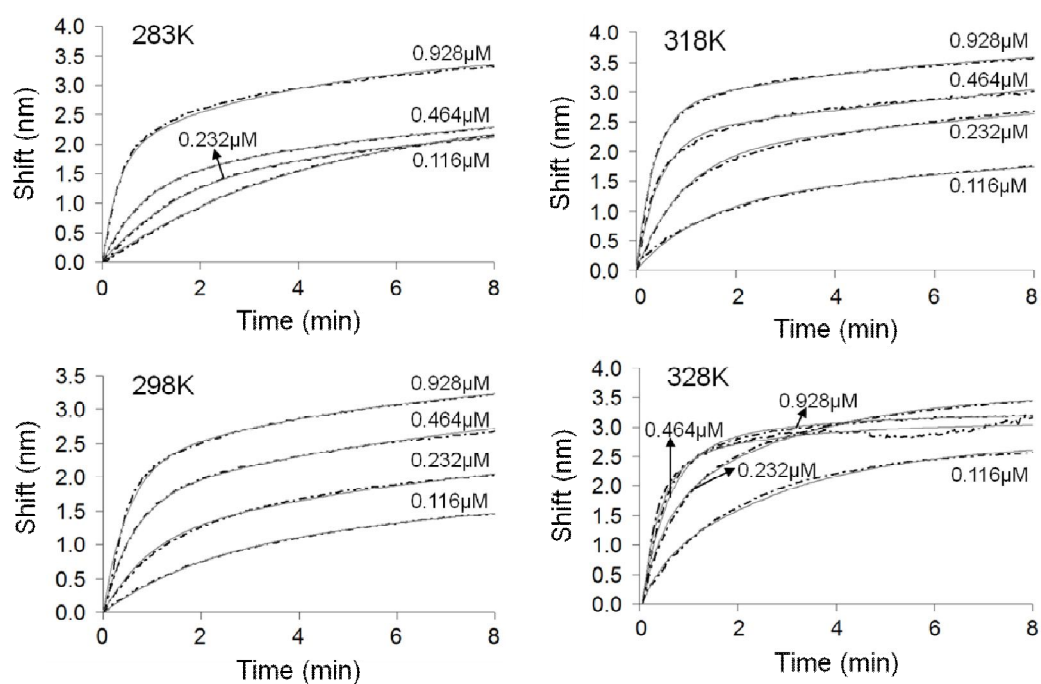 283K
Shift (nm)
4.0
3.5
3.0
2.5
2.0
1.5
1.0
0.5
0.0
0.928µM
0.464µM
0.232µM
0.116µM
0 2 4 6 8
Time (min)
318K
Shift (nm)
4.0
3.5
3.0
2.5
2.0
1.5
1.0
0.5
0.0
0.928µM
0.464µM
0.232µM
0.116µM
0 2 4 6 8
Time (min)
298K
Shift (nm)
3.5
3.0
2.5
2.0
1.5
1.0
0.5
0.0
0.928µM
0.464µM
0.232µM
0.116µM
0 2 4 6 8
Time (min)
328K
Shift (nm)
4.0
3.5
3.0
2.5
2.0
1.5
3.5
0.5
0.0
0.928µM
0.464µM
0.232µM
0.116µM
0 2 4 6 8
Time (min)